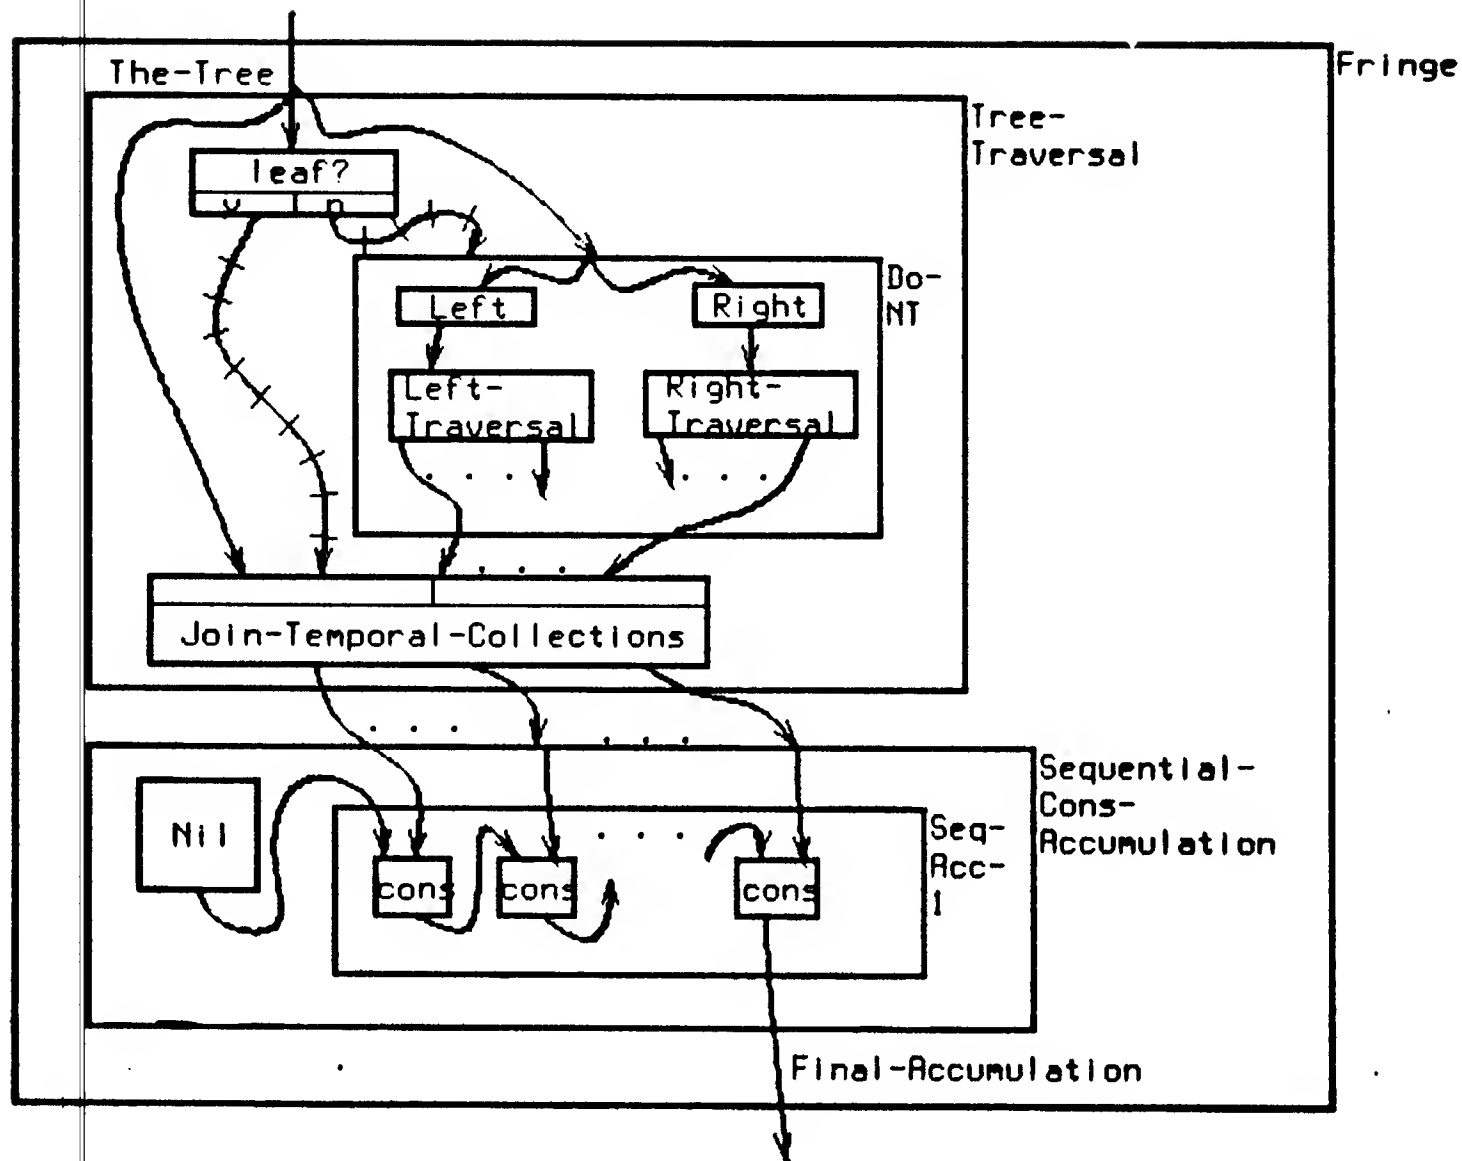 Fringe
The-Tree
Tree-
Traversal
leaf?
y n
Do-
NT
Left
Right
Left-
Traversal
Right-
Traversal
. . .
. . .
. . .
Join-Temporal-Collections
. . .
. . .
Sequential-
Cons-
Accumulation
Nil
. . .
Seq-
Acc-
1
cons
cons
cons
Final-Accumulation